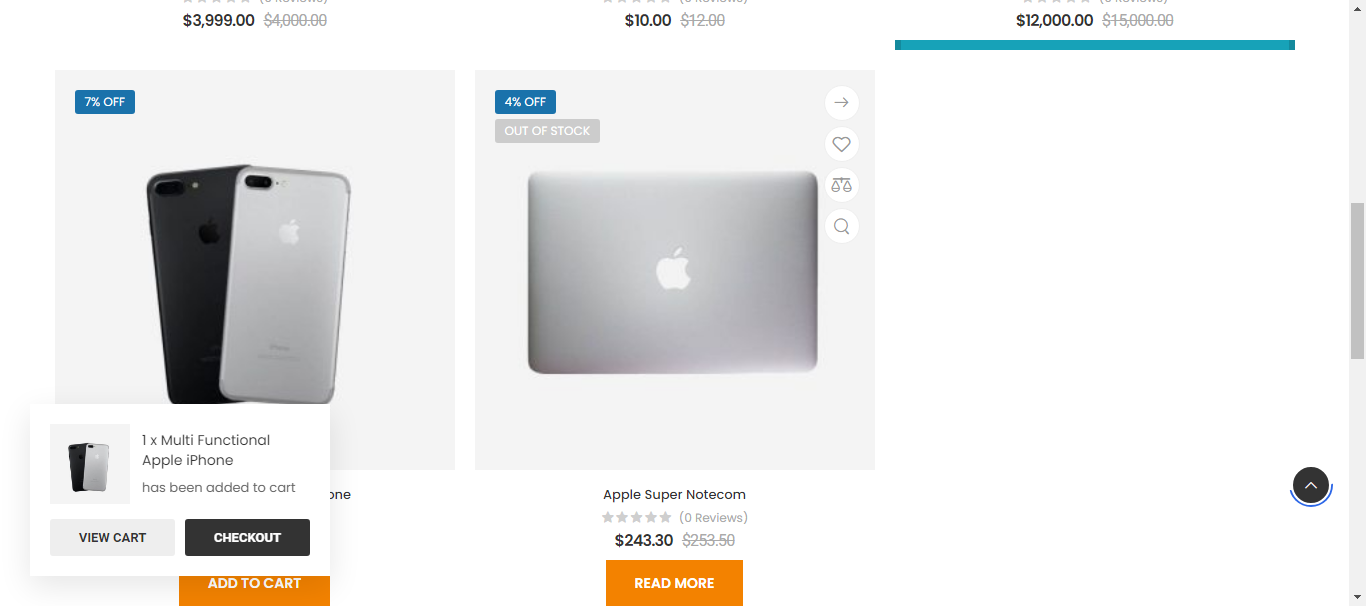 (0 Reviews)
$3,999.00 $4,000.00
(0 Reviews)
$10.00 $12.00
(0 Reviews)
$12,000.00 $15,000.00
7% OFF
4% OFF
OUT OF STOCK
1 x Multi Functional
Apple iPhone
has been added to cart
VIEW CART
CHECKOUT
one
ADD TO CART
Apple Super Notecom
(0 Reviews)
$243.30 $253.50
READ MORE